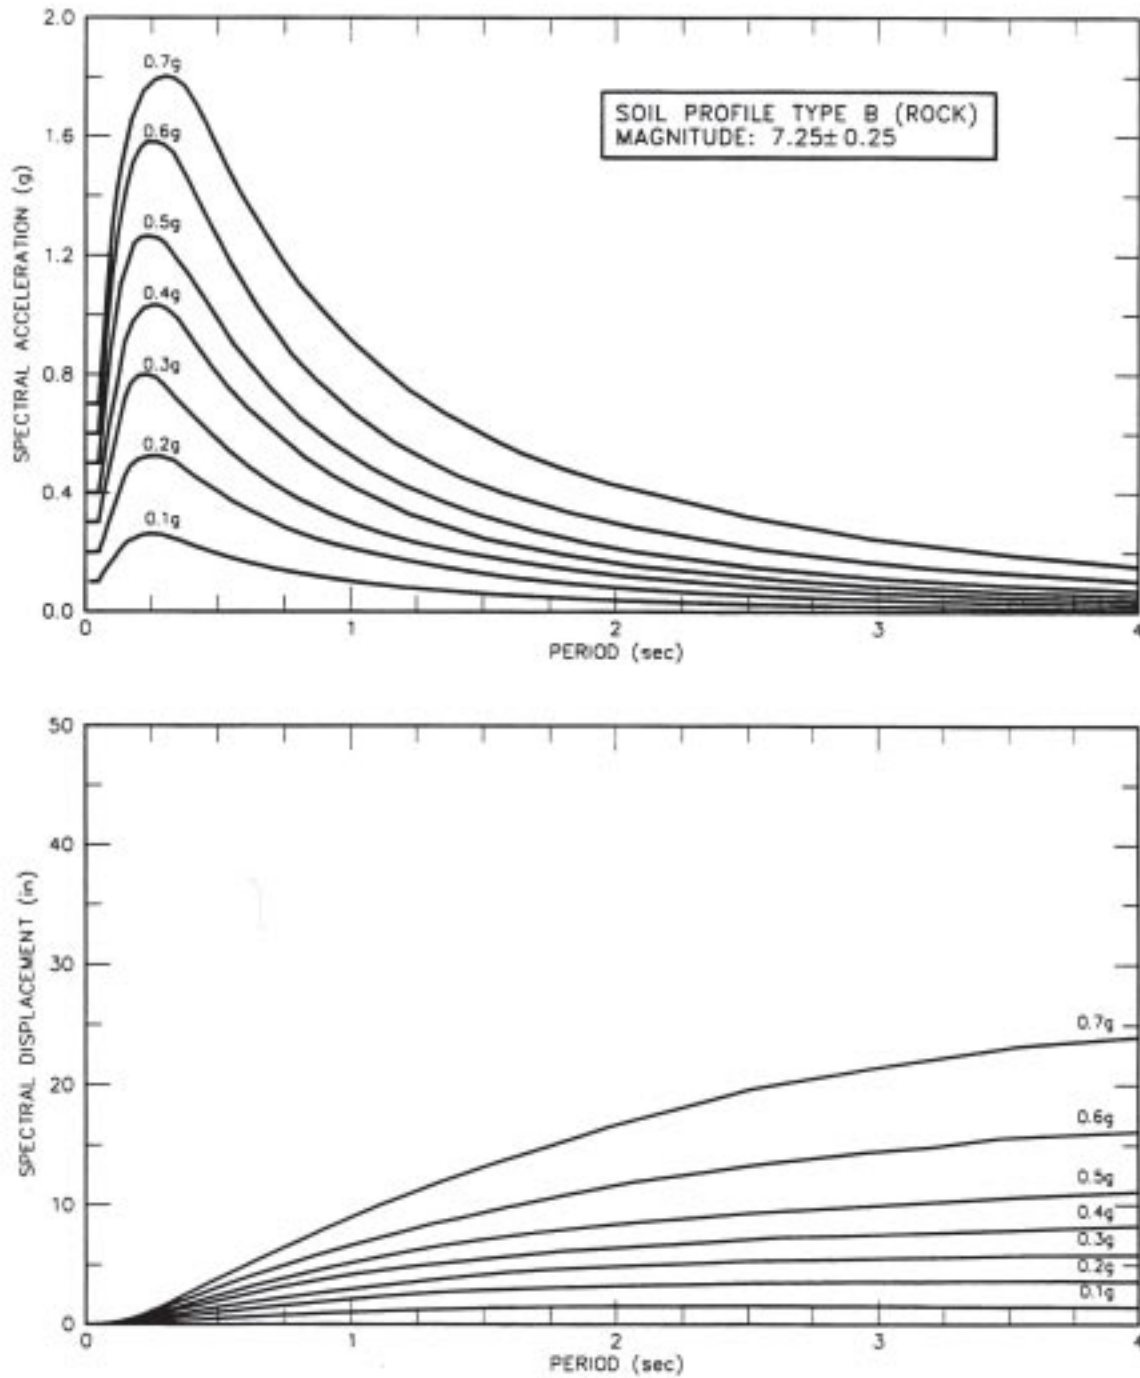 2.0
0.7g
SOIL PROFILE TYPE B (ROCK)
MAGNITUDE: 7.25± 0.25
1.6
0.6g
SPECTRAL ACCELERATION (g)
0.5g
1.2
0.4g
0.8
0.3g
0.2g
0.4
0.1g
0.0
0 1 2 3 4
PERIOD (sec)
50
40
SPECTRAL DISPLACEMENT (in)
30
0.7g
20
0.6g
0.5g
10
0.4g
0.3g
0.2g
0.1g
0
0 1 2 3 4
PERIOD (sec)